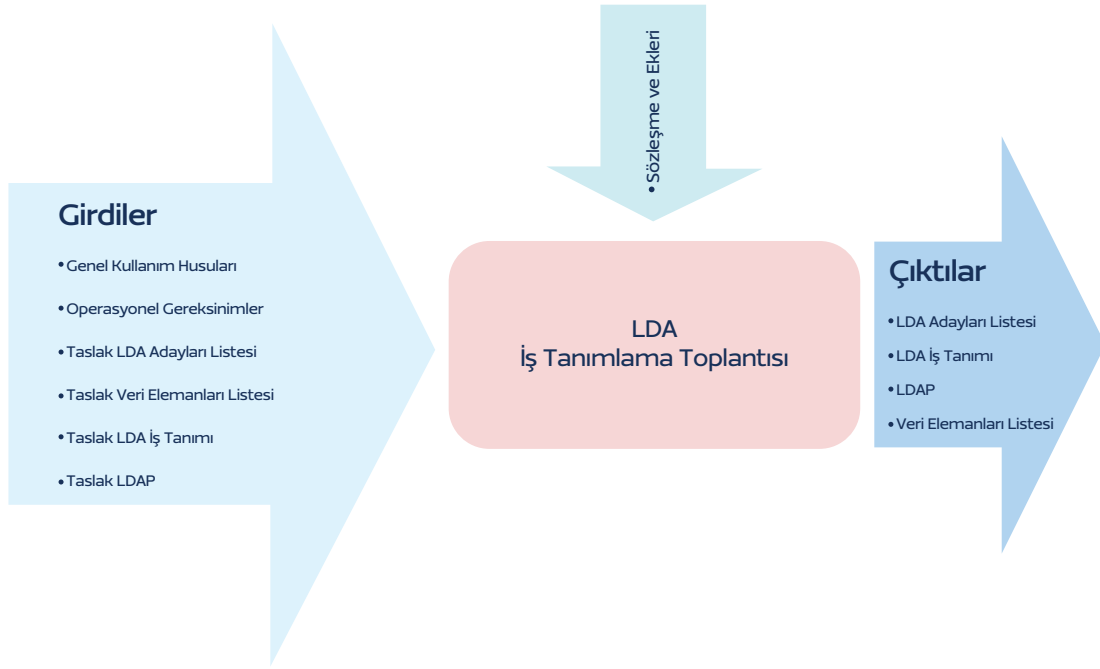 • Sözleşme ve Ekleri
Girdiler
• Genel Kullanım Husuları
• Operasyonel Gereksinimler
• Taslak LDA Adayları Listesi
• Taslak Veri Elemanları Listesi
• Taslak LDA İş Tanımı
• Taslak LDAP
LDA
İş Tanımlama Toplantısı
Çıktılar
• LDA Adayları Listesi
• LDA İş Tanımı
• LDAP
• Veri Elemanları Listesi